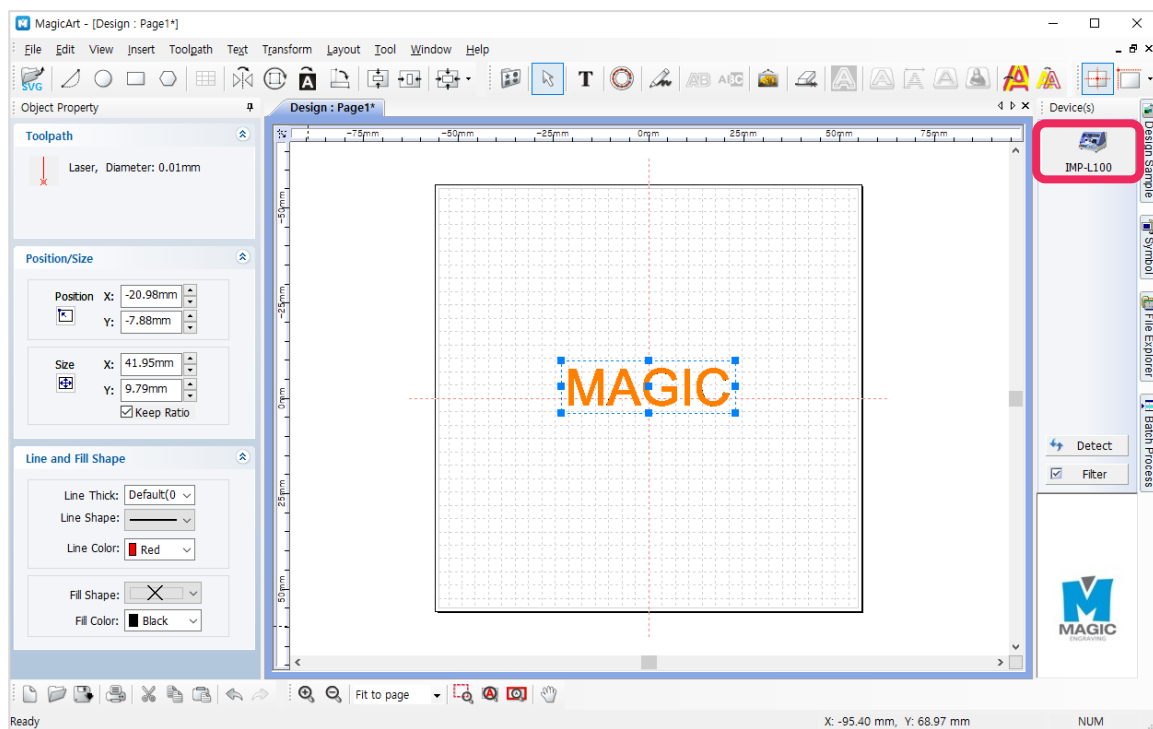 MagicArt - [Design : Page1*]
File Edit View Insert Toolpath Text Transform Layout Tool Window Help
SVG A T AB ABC A A A A A A A
Object Property
Design : Page1*
Device(s)
Toolpath
Laser, Diameter: 0.01mm
Position/Size
Position X: -20.98mm
Y: -7.88mm
Size X: 41.95mm
Y: 9.79mm
Keep Ratio
Line and Fill Shape
Line Thick: Default(0
Line Shape:
Line Color: Red
Fill Shape:
Fill Color: Black
-75mm -50mm -25mm 0mm 25mm 50mm 75mm
-50mm
-25mm
0mm
25mm
50mm
MAGIC
IMP-L100
Detect
Filter
Design Sample
Symbol
File Explorer
Batch Process
MAGIC
ENGRAVING
Fit to page
Ready
X: -95.40 mm, Y: 68.97 mm
NUM